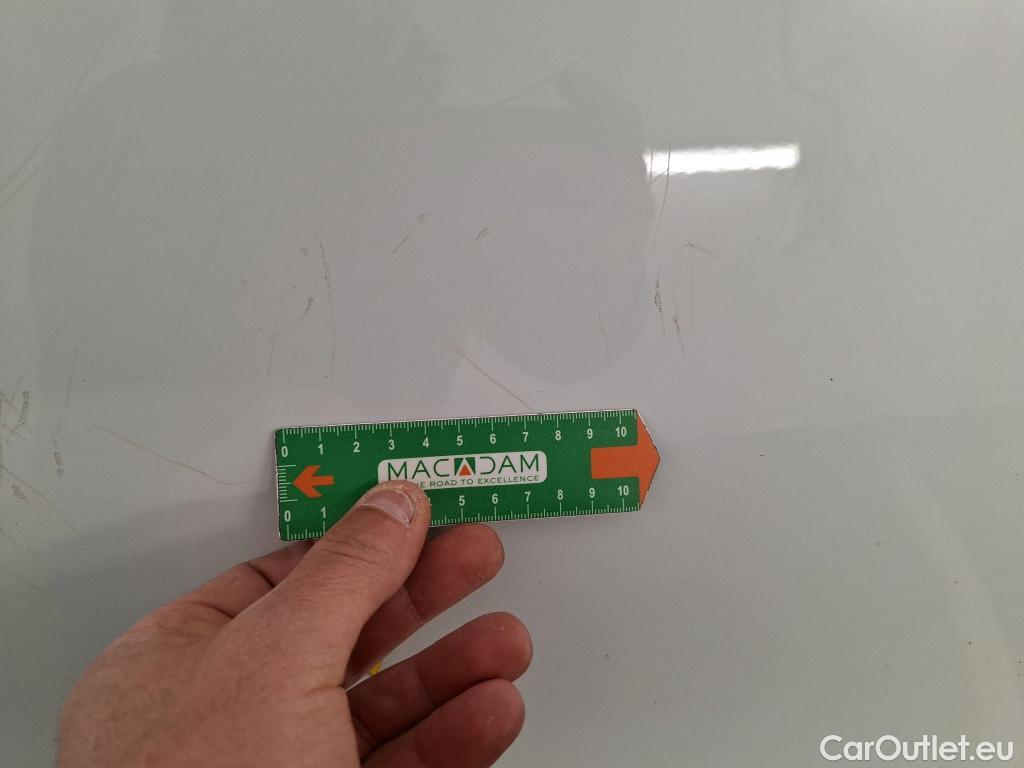 0 1 2 3 4 5 6 7 8 9 10
MACADAM
E ROAD TO EXCELLENCE
0 1 5 6 7 8 9 10
CarOutlet.eu